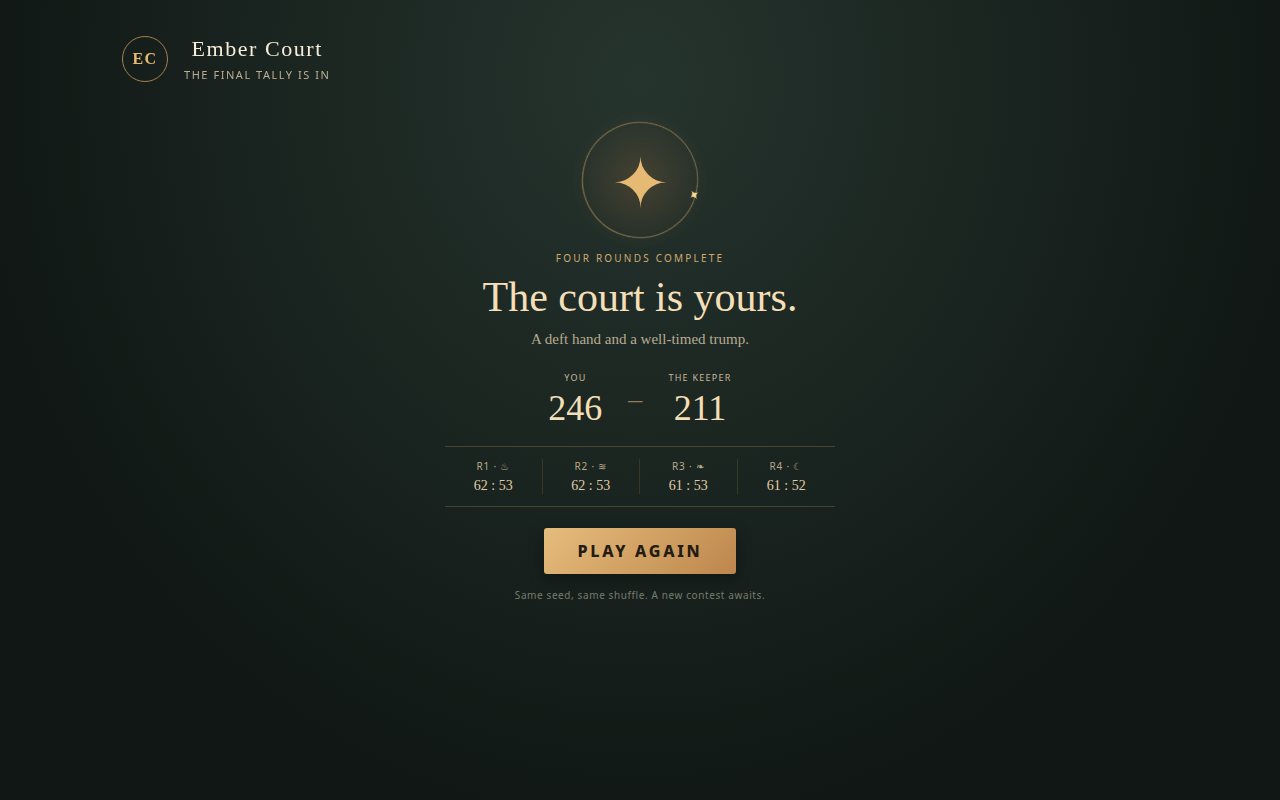 EC
Ember Court
THE FINAL TALLY IS IN
FOUR ROUNDS COMPLETE
The court is yours.
A deft hand and a well-timed trump.
YOU
246
–
THE KEEPER
211
R1 · ♨
62 : 53
R2 · ≋
62 : 53
R3 · ❧
61 : 53
R4 · ☾
61 : 52
PLAY AGAIN
Same seed, same shuffle. A new contest awaits.